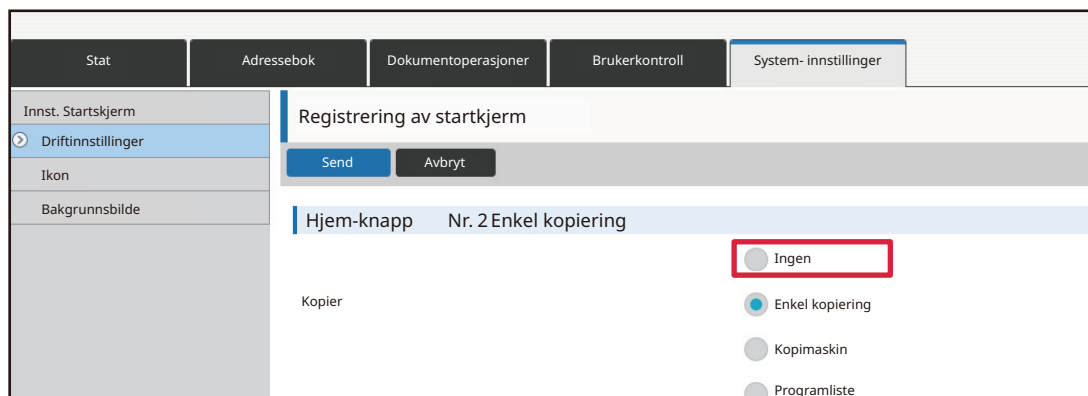 Stat Adressebok Dokumentoperasjoner Brukerkontroll System- innstillinger
Innst. Startskjerm
Driftinnstillinger
Ikon
Bakgrunnsbilde
Registrering av startkjerm
Send Avbryt
Hjem-knapp Nr. 2 Enkel kopiering
Ingen
Kopier Enkel kopiering
Kopimaskin
Programliste